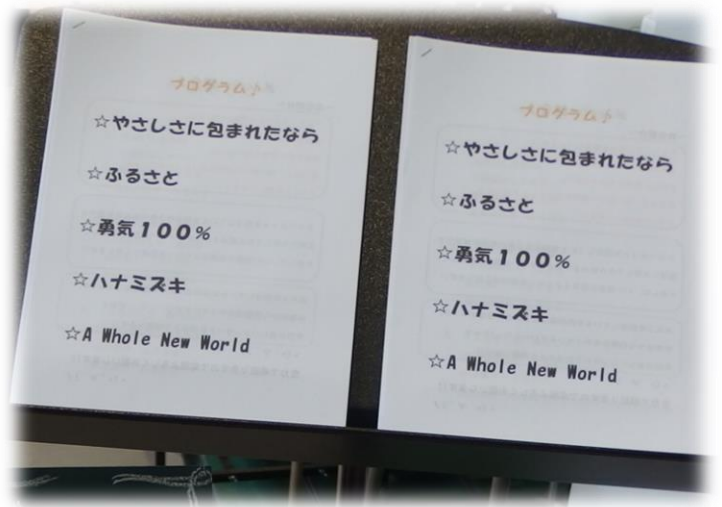 プログラム♪
☆やさしさに包まれたなら
☆ふるさと
☆勇気100%
☆ハナミズキ
☆A Whole New World
プログラム♪
☆やさしさに包まれたなら
☆ふるさと
☆勇気100%
☆ハナミズキ
☆A Whole New World